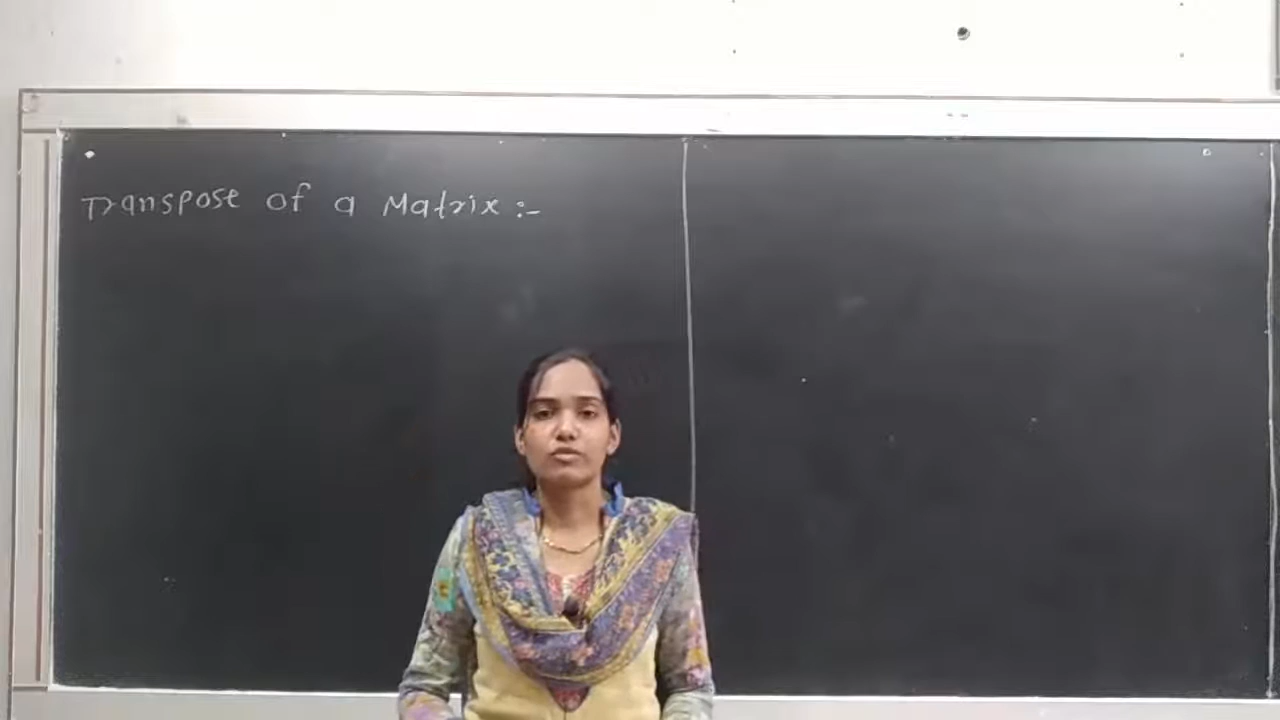 Transpose of a Matrix :-